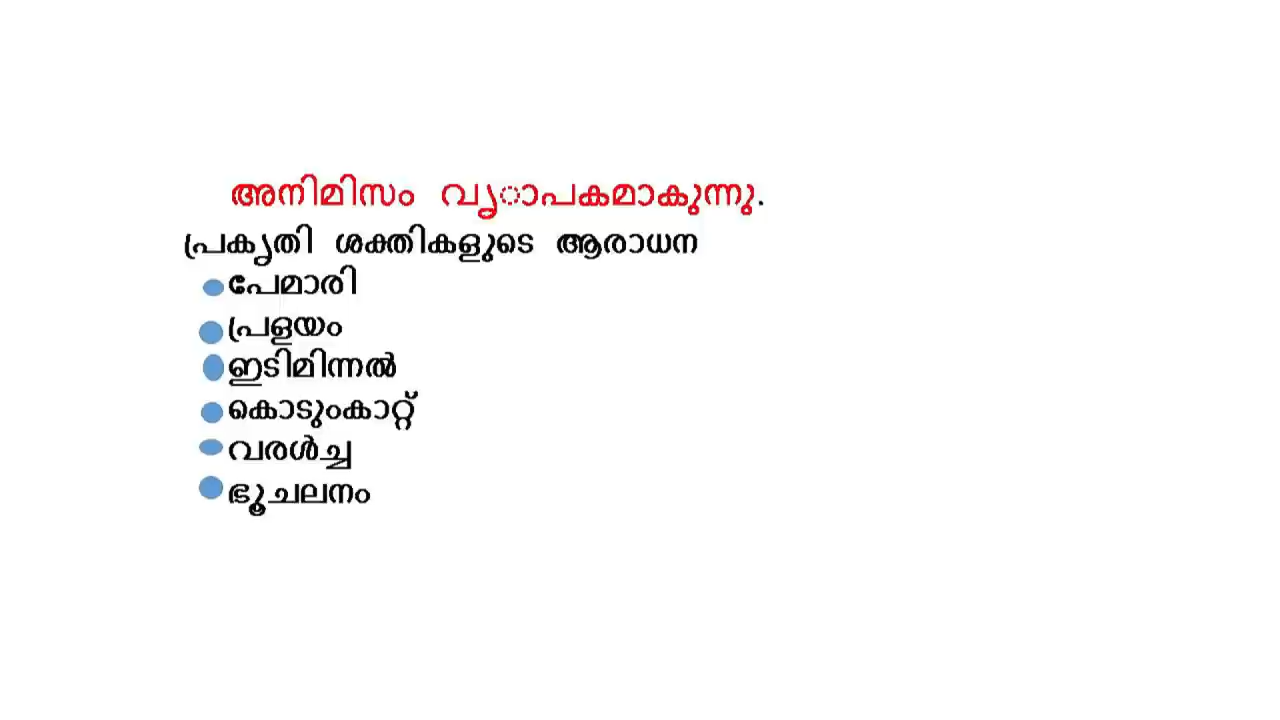 അനിമിസം വൃാപകമാകുന്നു.
പ്രകൃതി ശക്തികളുടെ ആരാധന
പേമാരി
പ്രളയം
ഇടിമിന്നൽ
കൊടുംകാറ്റ്
വരൾച്ച
ഭൂചലനം